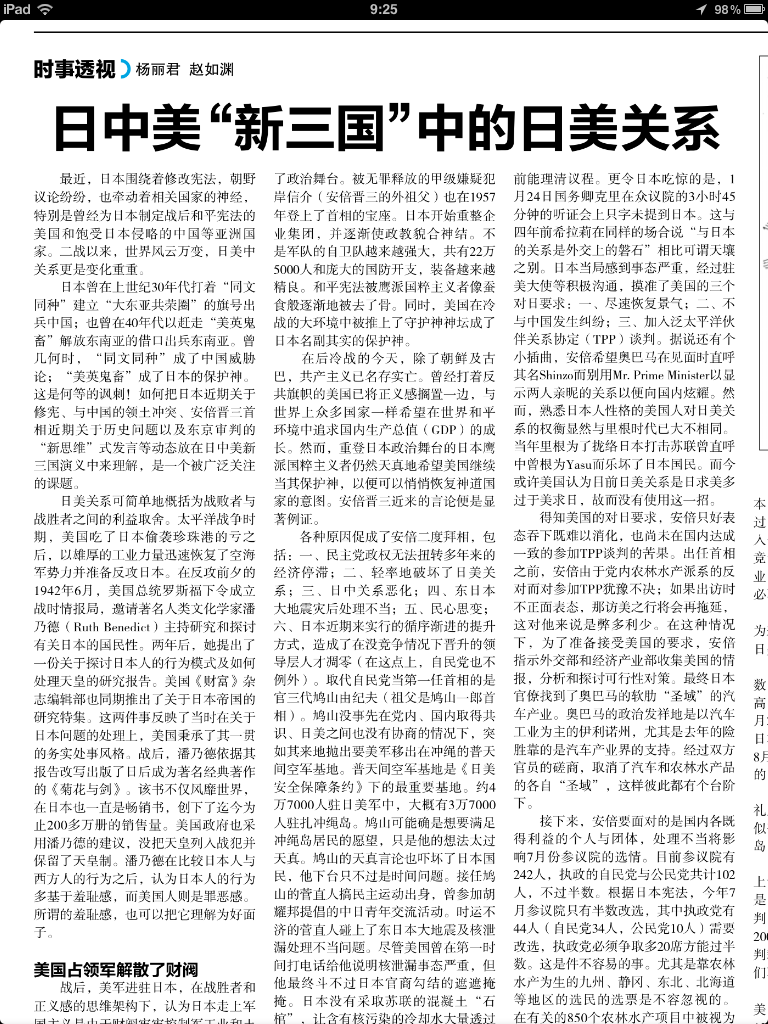 iPad
9:25
98%
时事透视
杨丽君 赵如渊
日中美“新三国”中的日美关系
最近，日本围绕着修改宪法，朝野
议论纷纷，也牵动着相关国家的神经，
特别是曾经为日本制定战后和平宪法的
美国和饱受日本侵略的中国等亚洲国
家。二战以来，世界风云万变，日美中
关系更是变化重重。
日本曾在上世纪30年代打着“同文
同种”建立“大东亚共荣圈”的旗号出
兵中国；也曾在40年代以赶走“美英鬼
畜”解放东南亚的借口出兵东南亚。曾
几何时，“同文同种”成了中国威胁
论；“美英鬼畜”成了日本的保护神。
这是何等的讽刺！如何把日本近期关于
修宪、与中国的领土冲突、安倍晋三首
相近期关于历史问题以及东京审判的
“新思维”式发言等动态放在日中美新
三国演义中来理解，是一个被广泛关注
的课题。
日美关系可简单地概括为战败者与
战胜者之间的利益取舍。太平洋战争时
期，美国吃了日本偷袭珍珠港的亏之
后，以雄厚的工业力量迅速恢复了空海
军势力并准备反攻日本。在反攻前夕的
1942年6月，美国总统罗斯福下令成立
战时情报局，邀请著名人类文化学家潘
乃德（Ruth Benedict）主持研究和探讨
有关日本的国民性。两年后，她提出了
一份关于探讨日本人的行为模式及如何
处理天皇的研究报告。美国《财富》杂
志编辑部也同期推出了关于日本帝国的
研究特集。这两件事反映了当时在关于
日本问题的处理上，美国秉承了其一贯
的务实处事风格。战后，潘乃德依据其
报告改写出版了日后成为著名经典著作
的《菊花与剑》。该书不仅风靡世界，
在日本也一直是畅销书，创下了迄今为
止200多万册的销售量。美国政府也采
用潘乃德的建议，没把天皇列入战犯并
保留了天皇制。潘乃德在比较日本人与
西方人的行为之后，认为日本人的行为
多基于羞耻感，而美国人则是罪恶感。
所谓的羞耻感，也可以把它理解为好面
子。
美国占领军解散了财阀
战后，美军进驻日本，在战胜者和
正义感的思维架构下，认为日本走上军
了政治舞台。被无罪释放的甲级嫌疑犯
岸信介（安倍晋三的外祖父）也在1957
年登上了首相的宝座。日本开始重整企
业集团，并逐渐使政教貌合神结。不
是军队的自卫队越来越强大，共有22万
5000人和庞大的国防开支，装备越来越
精良。和平宪法被鹰派国粹主义者像蚕
食般逐渐地被去了骨。同时，美国在冷
战的大环境中被推上了守护神神坛成了
日本名副其实的保护神。
在后冷战的今天，除了朝鲜及古
巴，共产主义已名存实亡。曾经打着反
共旗帜的美国已将正义感搁置一边，与
世界上众多国家一样希望在世界和平
环境中追求国内生产总值（GDP）的成
长。然而，重登日本政治舞台的日本鹰
派国粹主义者仍然天真地希望美国继续
当其保护神，以便可以悄悄恢复神道国
家的意图。安倍晋三近来的言论便是显
著例证。
各种原因促成了安倍二度拜相，包
括：一、民主党政权无法扭转多年来的
经济停滞；二、轻率地破坏了日美关
系；三、日中关系恶化；四、东日本
大地震灾后处理不当；五、民心思变；
六、日本近期来实行的循序渐进的提升
方式，造成了在没竞争情况下晋升的领
导层人才凋零（在这点上，自民党也不
例外）。取代自民党当第一任首相的是
官三代鸠山由纪夫（祖父是鸠山一郎首
相）。鸠山没事先在党内、国内取得共
识、日美之间也没有协商的情况下，突
如其来地抛出要美军移出在冲绳的普天
间空军基地。普天间空军基地是《日美
安全保障条约》下的最重要基地。约4
万7000人驻日美军中，大概有3万7000
人驻扎冲绳岛。鸠山可能确是想要满足
冲绳岛居民的愿望，只是他的想法太过
天真。鸠山的天真言论也吓坏了日本国
民，他下台只不过是时间问题。接任鸠
山的菅直人搞民主运动出身，曾参加胡
耀邦提倡的中日青年交流活动。时运不
济的菅直人碰上了东日本大地震及核泄
漏处理不当问题。尽管美国曾在第一时
间打电话给他说明核泄漏事态严重，但
他最终斗不过日本官商勾结的遮遮掩
掩。日本没有采取苏联的混凝土“石
棺”，让含有核污染的冷却水大量透过
前能理清议程。更令日本吃惊的是，1
月24日国务卿克里在众议院的3小时45
分钟的听证会上只字未提到日本。这与
四年前希拉莉在同样的场合说“与日本
的关系是外交上的磐石”相比可谓天壤
之别。日本当局感到事态严重，经过驻
美大使等积极沟通，摸准了美国的三个
对日要求：一、尽速恢复景气；二、不
与中国发生纠纷；三、加入泛太平洋伙
伴关系协定（TPP）谈判。据说还有个
小插曲，安倍希望奥巴马在见面时直呼
其名Shinzo而别用Mr. Prime Minister以显
示两人亲昵的关系以便向国内炫耀。然
而，熟悉日本人性格的美国人对日美关
系的权衡显然与里根时代已大不相同。
当年里根为了拢络日本打击苏联曾直呼
中曾根为Yasu而乐坏了日本国民。而今
或许美国认为目前日美关系是日求美多
过于美求日，故而没有使用这一招。
得知美国的对日要求，安倍只好表
态吞下既难以消化，也尚未在国内达成
一致的参加TPP谈判的苦果。出任首相
之前，安倍由于党内农林水产派系的反
对而对参加TPP犹豫不决；如果出访时
不正面表态，那访美之行将会再拖延，
这对他来说是弊多利少。在这种情况
下，为了准备接受美国的要求，安倍
指示外交部和经济产业部收集美国的情
报，分析和探讨可行性对策。最终日本
官僚找到了奥巴马的软肋“圣域”的汽
车产业。奥巴马的政治发祥地是以汽车
工业为主的伊利诺州，尤其是去年的险
胜靠的是汽车产业界的支持。经过双方
官员的磋商，取消了汽车和农林水产品
的各自“圣域”，这样彼此都有个台阶
下。
接下来，安倍要面对的是国内各既
得利益的个人与团体，处理不当将影
响7月份参议院的选情。目前参议院有
242人，执政的自民党与公民党共计102
人，不过半数。根据日本宪法，今年7
月参议院只有半数改选，其中执政党有
44人（自民党34人，公民党10人）需要
改选，执政党必须争取多20席方能过半
数。这是件不容易的事。尤其是靠农林
水产为生的九州、静冈、东北、北海道
等地区的选民的选票是不容忽视的。
在有关的850个农林水产项目中被视为